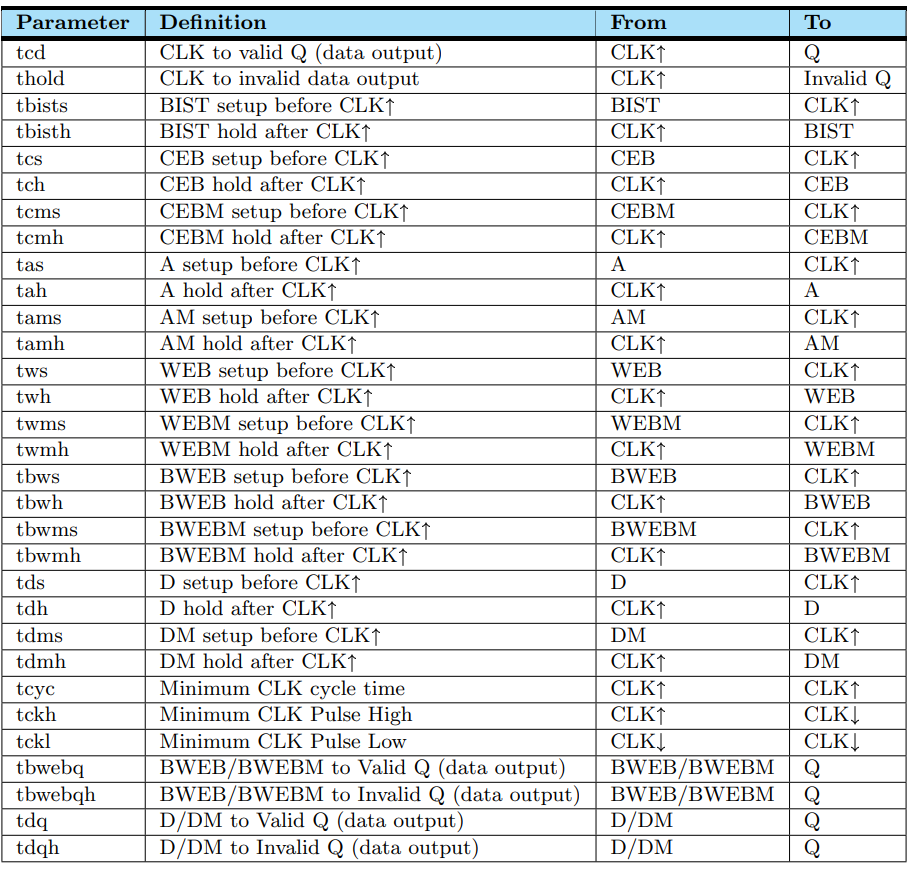 Parameter Definition From To
tcd CLK to valid Q (data output) CLK↑ Q
thold CLK to invalid data output CLK↑ Invalid Q
tbists BIST setup before CLK↑ BIST CLK↑
tbisth BIST hold after CLK↑ CLK↑ BIST
tcs CEB setup before CLK↑ CEB CLK↑
tch CEB hold after CLK↑ CLK↑ CEB
tcms CEBM setup before CLK↑ CEBM CLK↑
tcmh CEBM hold after CLK↑ CLK↑ CEBM
tas A setup before CLK↑ A CLK↑
tah A hold after CLK↑ CLK↑ A
tams AM setup before CLK↑ AM CLK↑
tamh AM hold after CLK↑ CLK↑ AM
tws WEB setup before CLK↑ WEB CLK↑
twh WEB hold after CLK↑ CLK↑ WEB
twms WEBM setup before CLK↑ WEBM CLK↑
twmh WEBM hold after CLK↑ CLK↑ WEBM
tbws BWEB setup before CLK↑ BWEB CLK↑
tbwh BWEB hold after CLK↑ CLK↑ BWEB
tbwms BWEBM setup before CLK↑ BWEBM CLK↑
tbwmh BWEBM hold after CLK↑ CLK↑ BWEBM
tds D setup before CLK↑ D CLK↑
tdh D hold after CLK↑ CLK↑ D
tdms DM setup before CLK↑ DM CLK↑
tdmh DM hold after CLK↑ CLK↑ DM
tcyc Minimum CLK cycle time CLK↑ CLK↑
tckh Minimum CLK Pulse High CLK↑ CLK↓
tckl Minimum CLK Pulse Low CLK↓ CLK↓
tbwebq BWEB/BWEBM to Valid Q (data output) BWEB/BWEBM Q
tbwebqh BWEB/BWEBM to Invalid Q (data output) BWEB/BWEBM Q
tdq D/DM to Valid Q (data output) D/DM Q
tdqh D/DM to Invalid Q (data output) D/DM Q